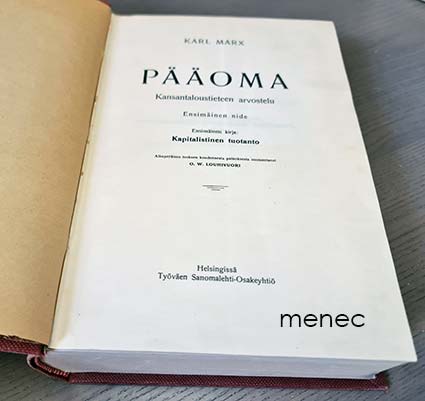 KARL MARX
PÄÄOMA
Kansantaloustieteen arvostelu
Ensimäinen nide
Ensimäinen kirja:
Kapitalistinen tuotanto
O. W. LOUHIVUORI
Helsingissä
Työväen Sanomalehti-Osakeyhtiö
menec